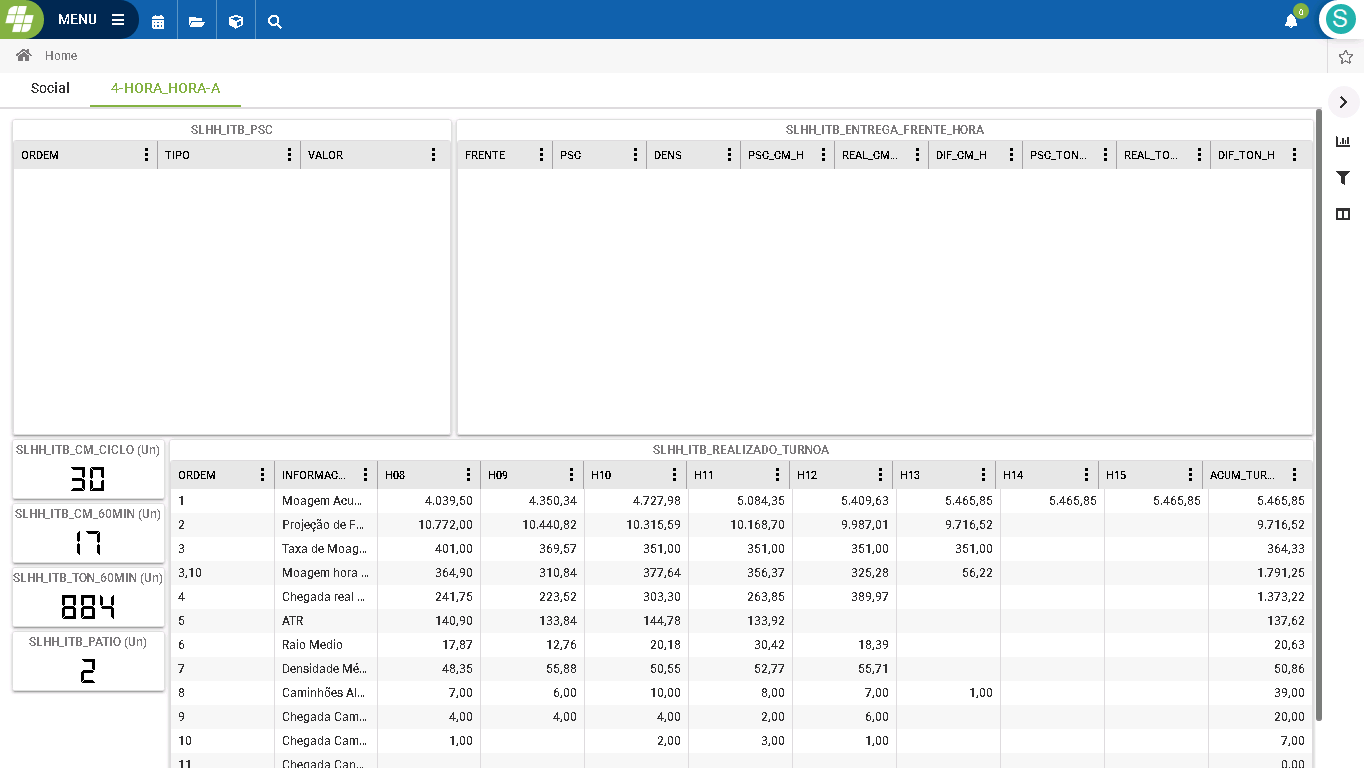 MENU
0
S
Home
Social 4-HORA_HORA-A
SLHH_ITB_PSC
ORDEM TIPO VALOR
SLHH_ITB_ENTREGA_FRENTE_HORA
FRENTE PSC DENS PSC_CM_H REAL_CM... DIF_CM_H PSC_TON... REAL_TO... DIF_TON_H
SLHH_ITB_CM_CICLO (Un)
30
SLHH_ITB_CM_60MIN (Un)
17
SLHH_ITB_TON_60MIN (Un)
884
SLHH_ITB_PATIO (Un)
2
SLHH_ITB_REALIZADO_TURNOA
ORDEM INFORMAC... H08 H09 H10 H11 H12 H13 H14 H15 ACUM_TUR...
1 Moagem Acu... 4.039,50 4.350,34 4.727,98 5.084,35 5.409,63 5.465,85 5.465,85 5.465,85 5.465,85
2 Projeção de F... 10.772,00 10.440,82 10.315,59 10.168,70 9.987,01 9.716,52 9.716,52
3 Taxa de Moag... 401,00 369,57 351,00 351,00 351,00 351,00 364,33
3,10 Moagem hora ... 364,90 310,84 377,64 356,37 325,28 56,22 1.791,25
4 Chegada real ... 241,75 223,52 303,30 263,85 389,97 1.373,22
5 ATR 140,90 133,84 144,78 133,92 137,62
6 Raio Medio 17,87 12,76 20,18 30,42 18,39 20,63
7 Densidade Mé... 48,35 55,88 50,55 52,77 55,71 50,86
8 Caminhões Al... 7,00 6,00 10,00 8,00 7,00 1,00 39,00
9 Chegada Cam... 4,00 4,00 4,00 2,00 6,00 20,00
10 Chegada Cam... 1,00 2,00 3,00 1,00 7,00
11 Chegada Can... 0,00